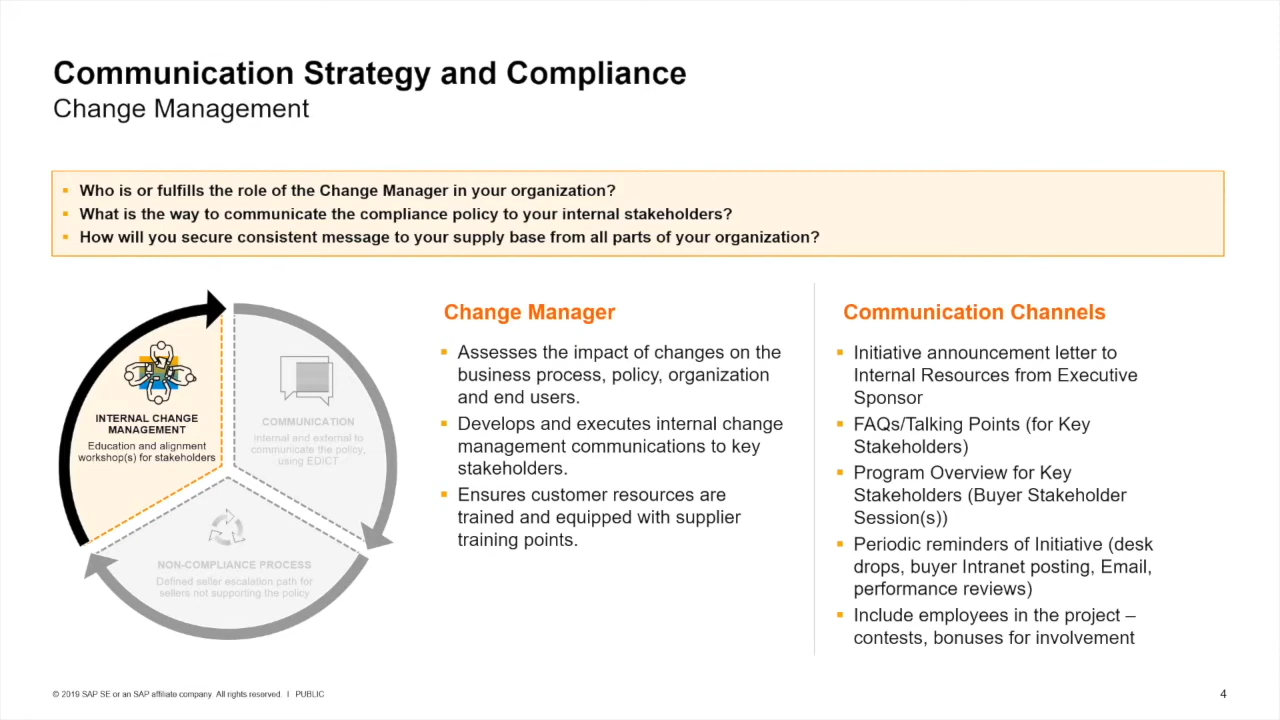 Communication Strategy and Compliance
Change Management
▪ Who is or fulfills the role of the Change Manager in your organization?
▪ What is the way to communicate the compliance policy to your internal stakeholders?
▪ How will you secure consistent message to your supply base from all parts of your organization?
INTERNAL CHANGE
MANAGEMENT
Education and alignment
workshop(s) for stakeholders
COMMUNICATION
Internal and external to
communicate the policy,
using EDICT
NON-COMPLIANCE PROCESS
Defined seller escalation path for
sellers not supporting the policy
Change Manager
▪ Assesses the impact of changes on the
business process, policy, organization
and end users.
▪ Develops and executes internal change
management communications to key
stakeholders.
▪ Ensures customer resources are
trained and equipped with supplier
training points.
Communication Channels
▪ Initiative announcement letter to
Internal Resources from Executive
Sponsor
▪ FAQs/Talking Points (for Key
Stakeholders)
▪ Program Overview for Key
Stakeholders (Buyer Stakeholder
Session(s))
▪ Periodic reminders of Initiative (desk
drops, buyer Intranet posting, Email,
performance reviews)
▪ Include employees in the project –
contests, bonuses for involvement
© 2019 SAP SE or an SAP affiliate company. All rights reserved. I PUBLIC
4